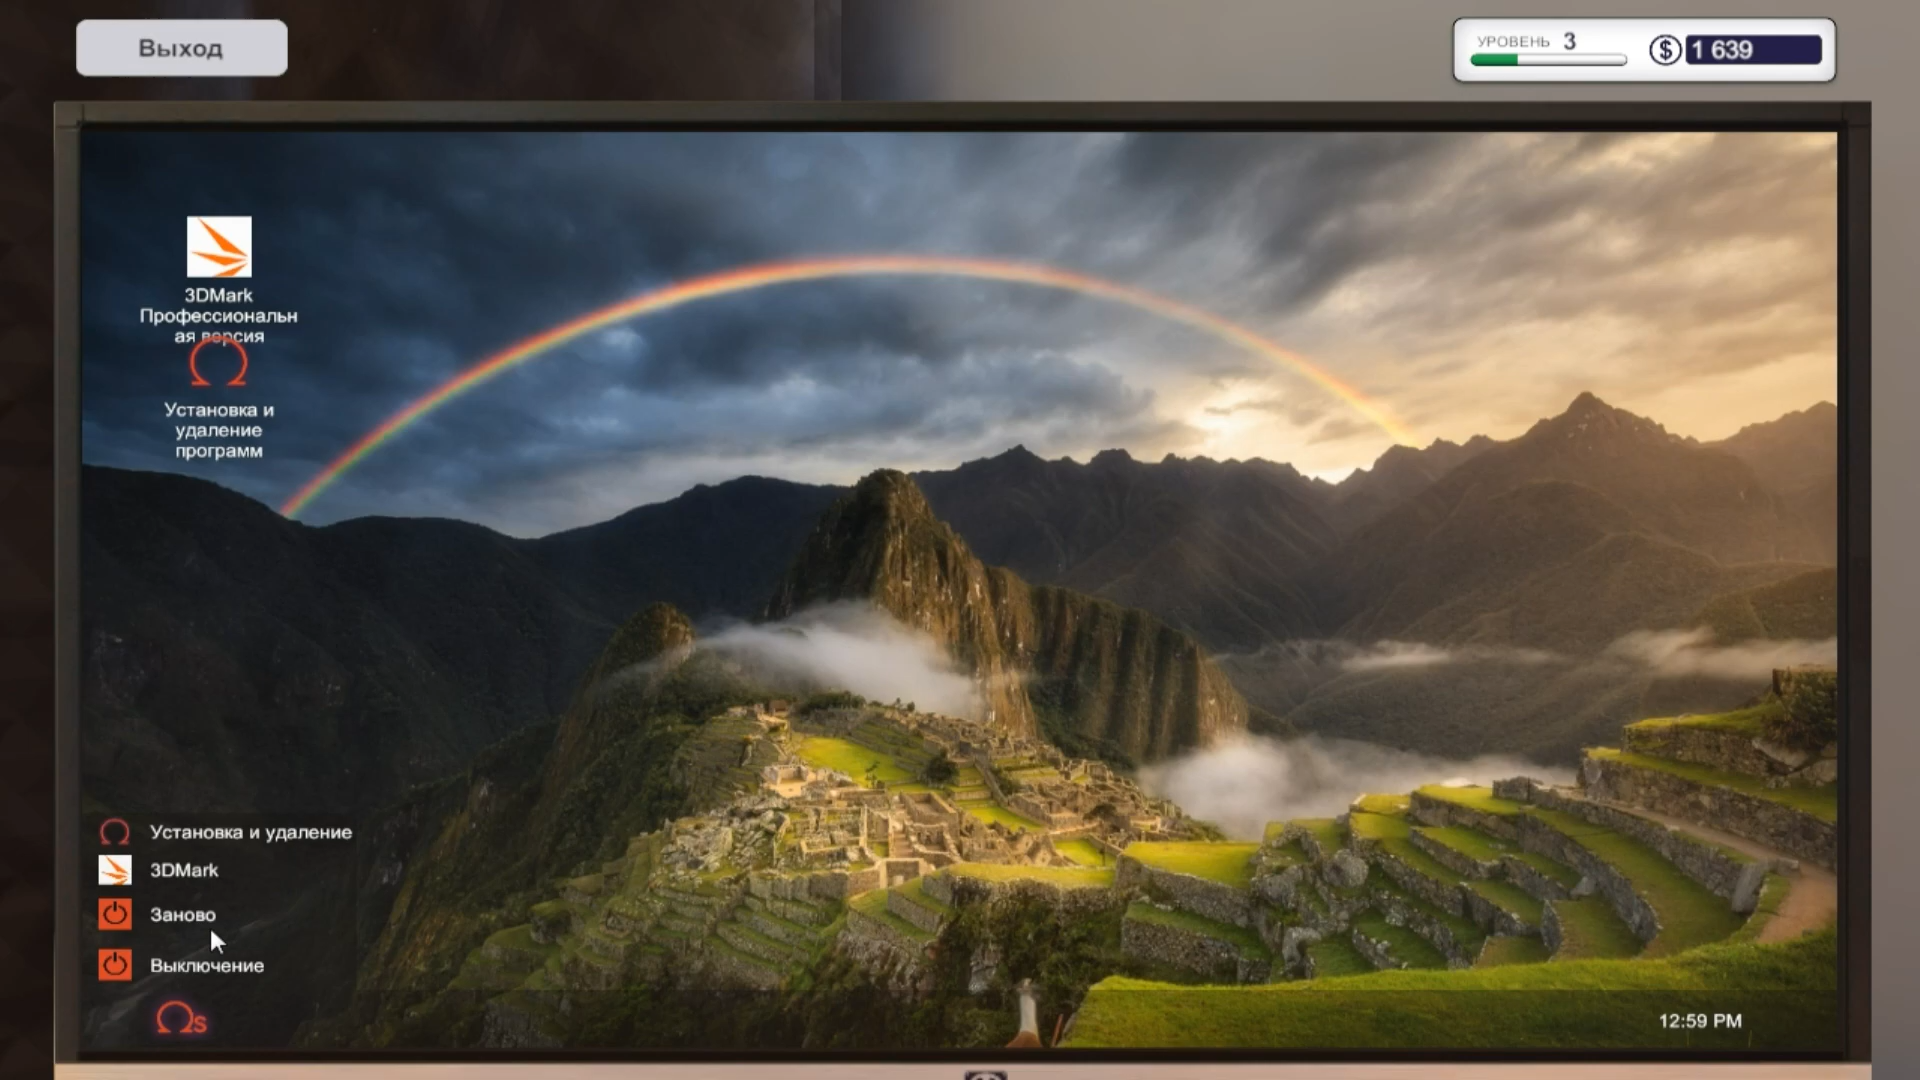 Выход
УРОВЕНЬ 3
$ 1 639
3DMark
Профессиональн
ая версия
Установка и
удаление
программ
Установка и удаление
3DMark
Заново
Выключение
Ωs
12:59 PM